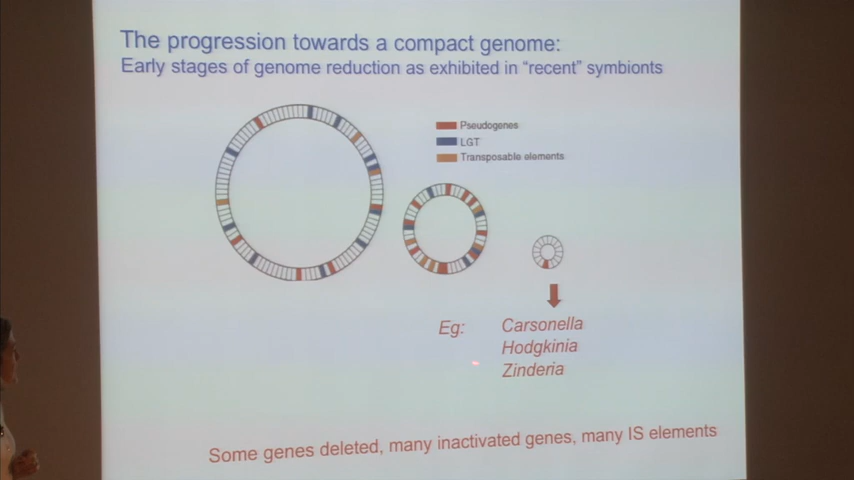 The progression towards a compact genome:
Early stages of genome reduction as exhibited in “recent” symbionts
Pseudogenes
LGT
Transposable elements
Eg: Carsonella
Hodgkinia
Zinderia
Some genes deleted, many inactivated genes, many IS elements